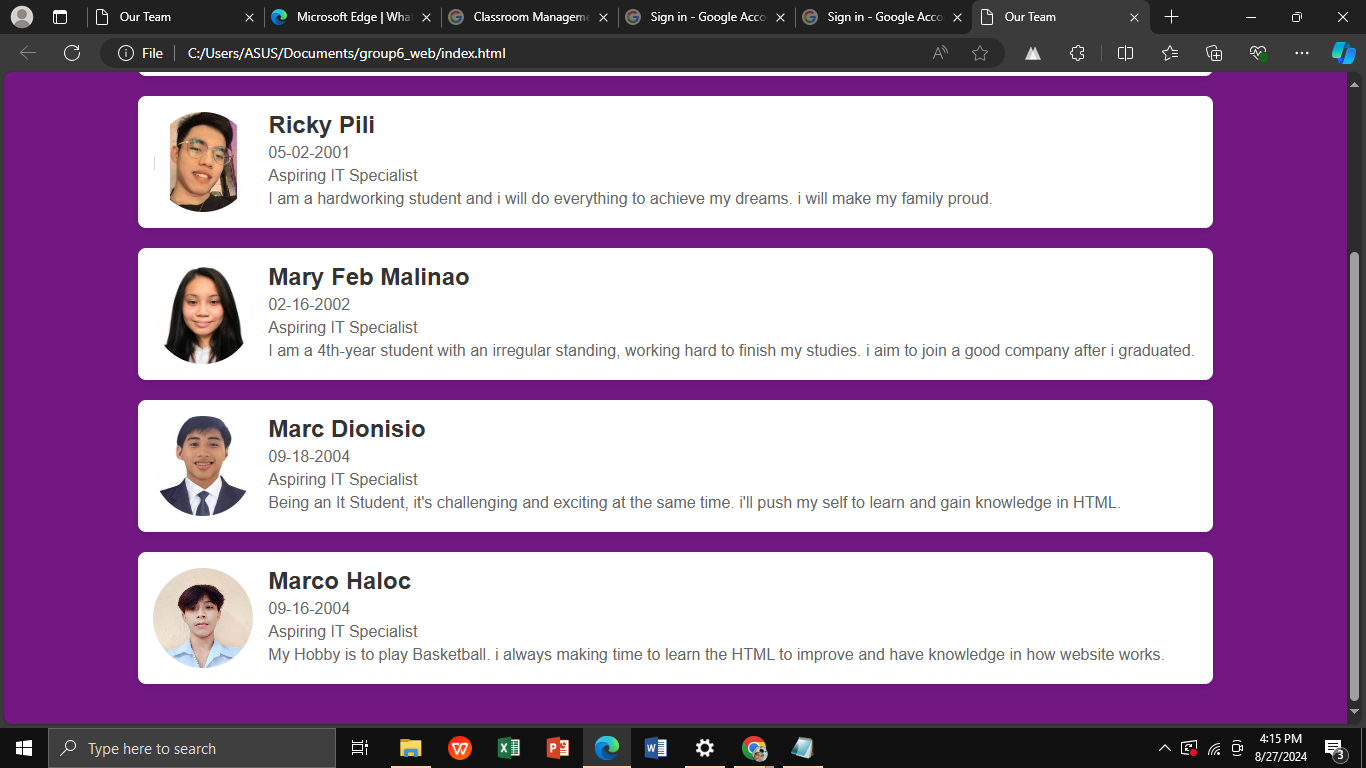 Our Team
Microsoft Edge | What
Classroom Manageme
Sign in - Google Acco
Sign in - Google Acco
Our Team
File
C:/Users/ASUS/Documents/group6_web/index.html
Ricky Pili
05-02-2001
Aspiring IT Specialist
I am a hardworking student and i will do everything to achieve my dreams. i will make my family proud.
Mary Feb Malinao
02-16-2002
Aspiring IT Specialist
I am a 4th-year student with an irregular standing, working hard to finish my studies. i aim to join a good company after i graduated.
Marc Dionisio
09-18-2004
Aspiring IT Specialist
Being an It Student, it's challenging and exciting at the same time. i'll push my self to learn and gain knowledge in HTML.
Marco Haloc
09-16-2004
Aspiring IT Specialist
My Hobby is to play Basketball. i always making time to learn the HTML to improve and have knowledge in how website works.
Type here to search
4:15 PM
8/27/2024
3